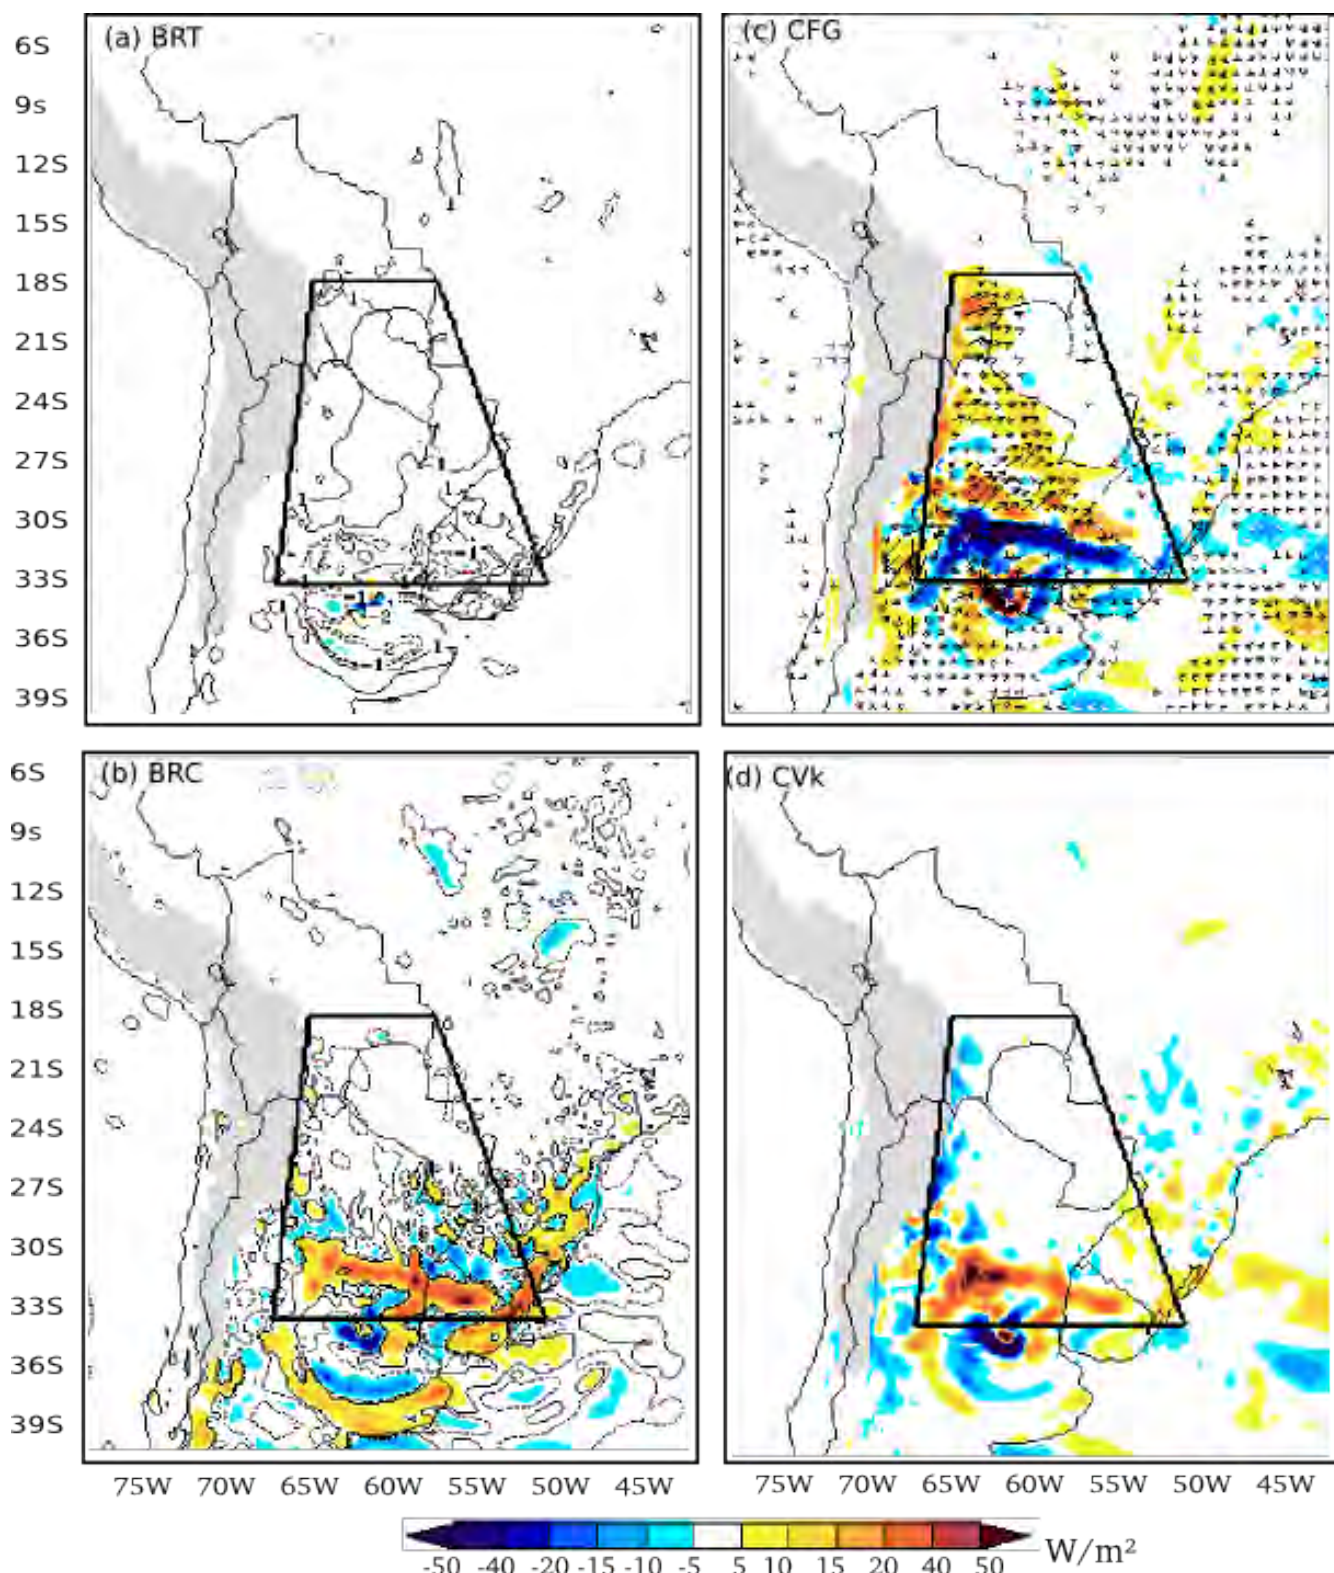 (a) BRT
(c) CFG
6S
9s
12S
15S
18S
21S
24S
27S
30S
33S
36S
39S
(b) BRC
(d) CVk
6S
9s
12S
15S
18S
21S
24S
27S
30S
33S
36S
39S
75W 70W 65W 60W 55W 50W 45W
75W 70W 65W 60W 55W 50W 45W
-50 -40 -20 -15 -10 -5 5 10 15 20 40 50 W/m²